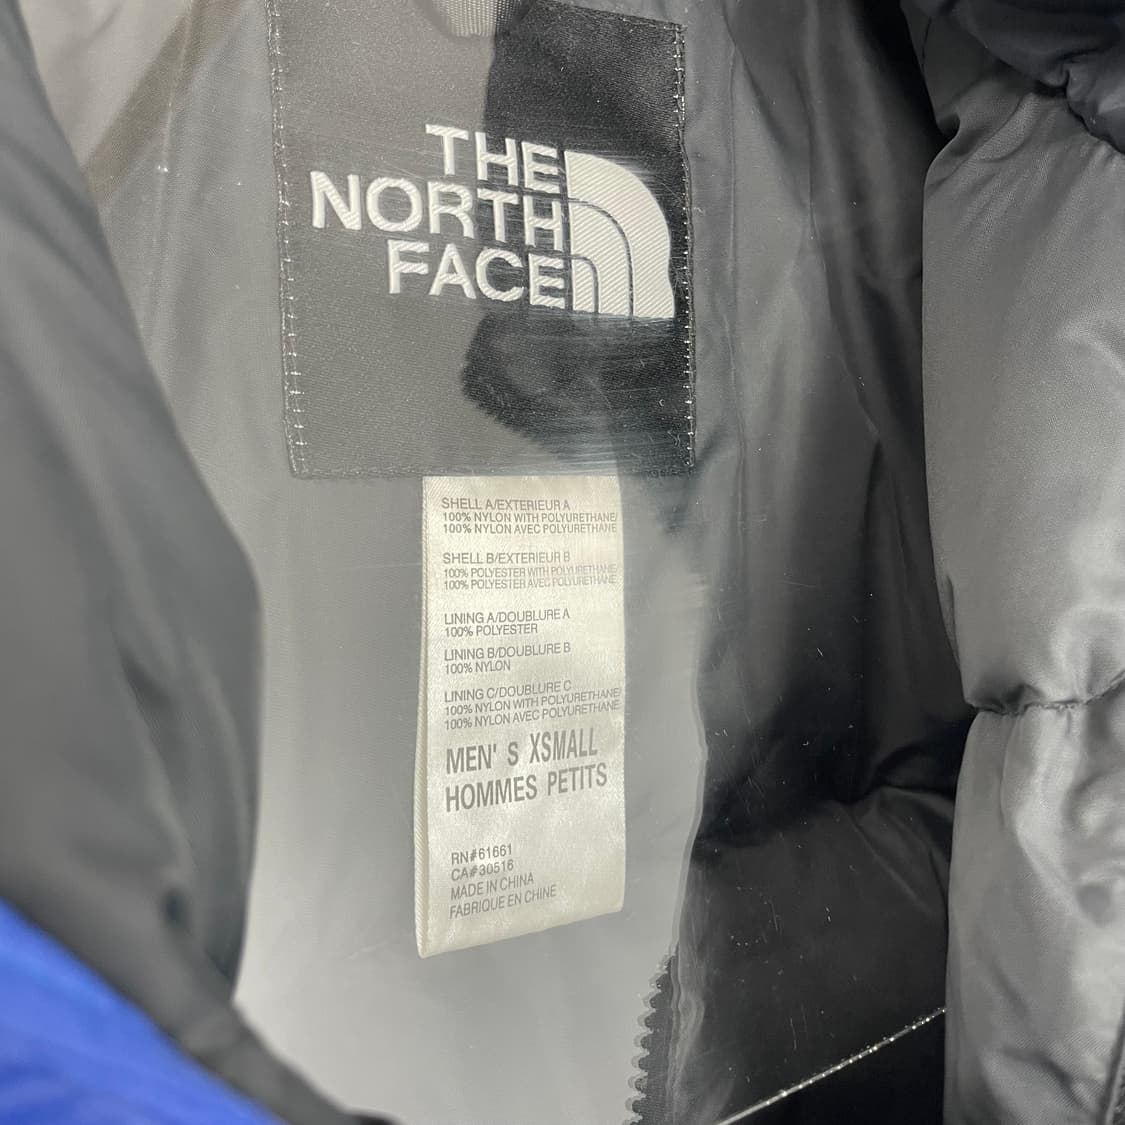 THE
NORTH
FACE
SHELL A/EXTERIEUR A
100% NYLON WITH POLYURETHANE/
100% NYLON AVEC POLYURETHANE
SHELL B/EXTERIEUR B
100% POLYESTER WITH POLYURETHANE/
100% POLYESTER AVEC POLYURETHANE
LINING A/DOUBLURE A
100% POLYESTER
LINING B/DOUBLURE B
100% NYLON
LINING C/DOUBLURE C
100% NYLON WITH POLYURETHANE/
100% NYLON AVEC POLYURETHANE
MEN' S XSMALL
HOMMES PETITS
RN#61661
CA#30516
MADE IN CHINA
FABRIQUE EN CHINE